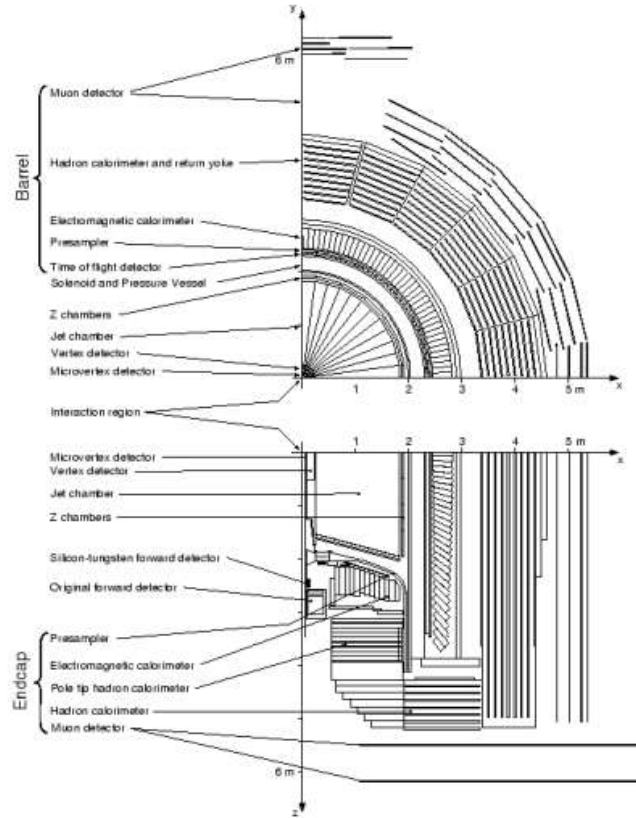 y
6 m
Muon detector
Barrel
Hadron calorimeter and return yoke
Electromagnetic calorimeter
Presampler
Time of flight detector
Solenoid and Pressure Vessel
Z chambers
Jet chamber
Vertex detector
Microvertex detector
1 2 3 4 5 m
x
Interaction region
x
Microvertex detector
1 2 3 4 5 m
Vertex detector
Jet chamber
Z chambers
Silicon-tungsten forward detector
Original forward detector
Endcap
Presampler
Electromagnetic calorimeter
Pole tip hadron calorimeter
Hadron calorimeter
Muon detector
6 m
z